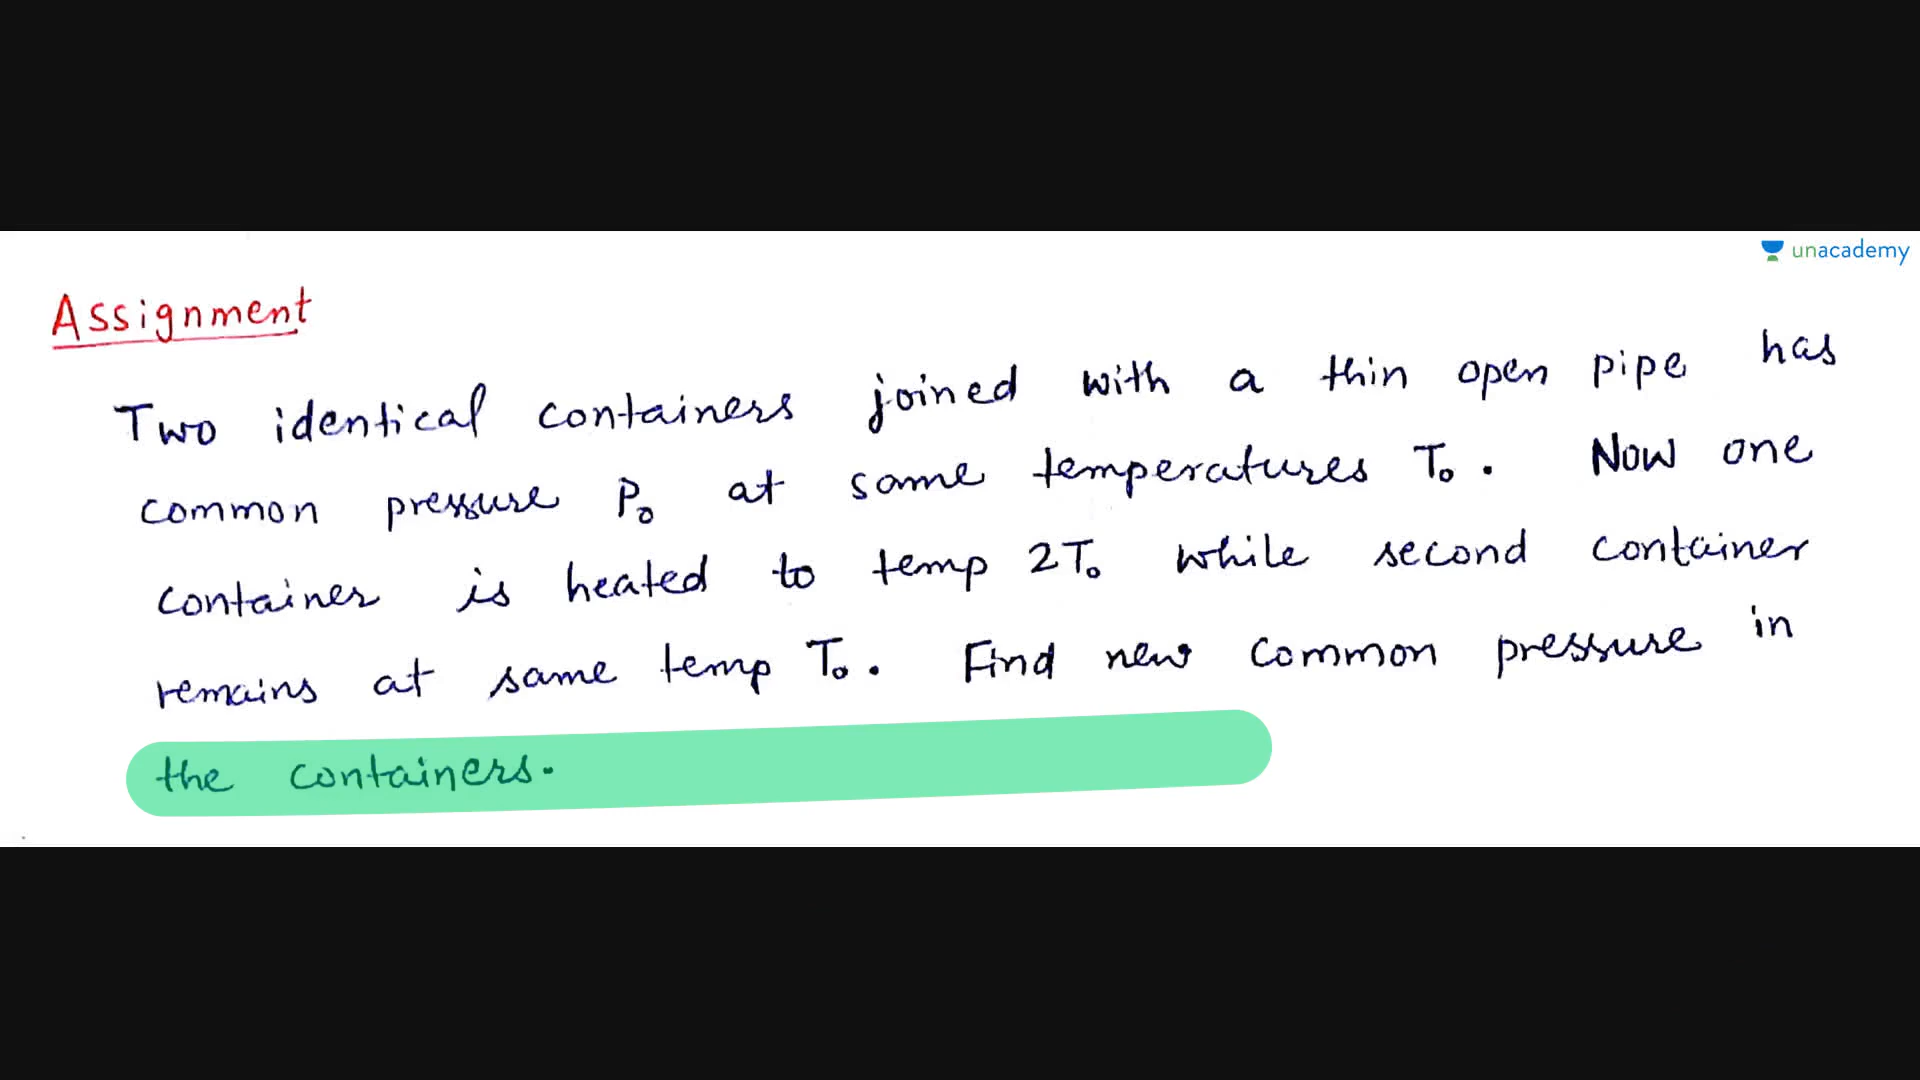 unacademy
Assignment
Two identical containers joined with a thin open pipe has
common pressure P₀ at same temperatures T₀. Now one
container is heated to temp 2T₀ while second container
remains at same temp T₀. Find new common pressure in
the containers.